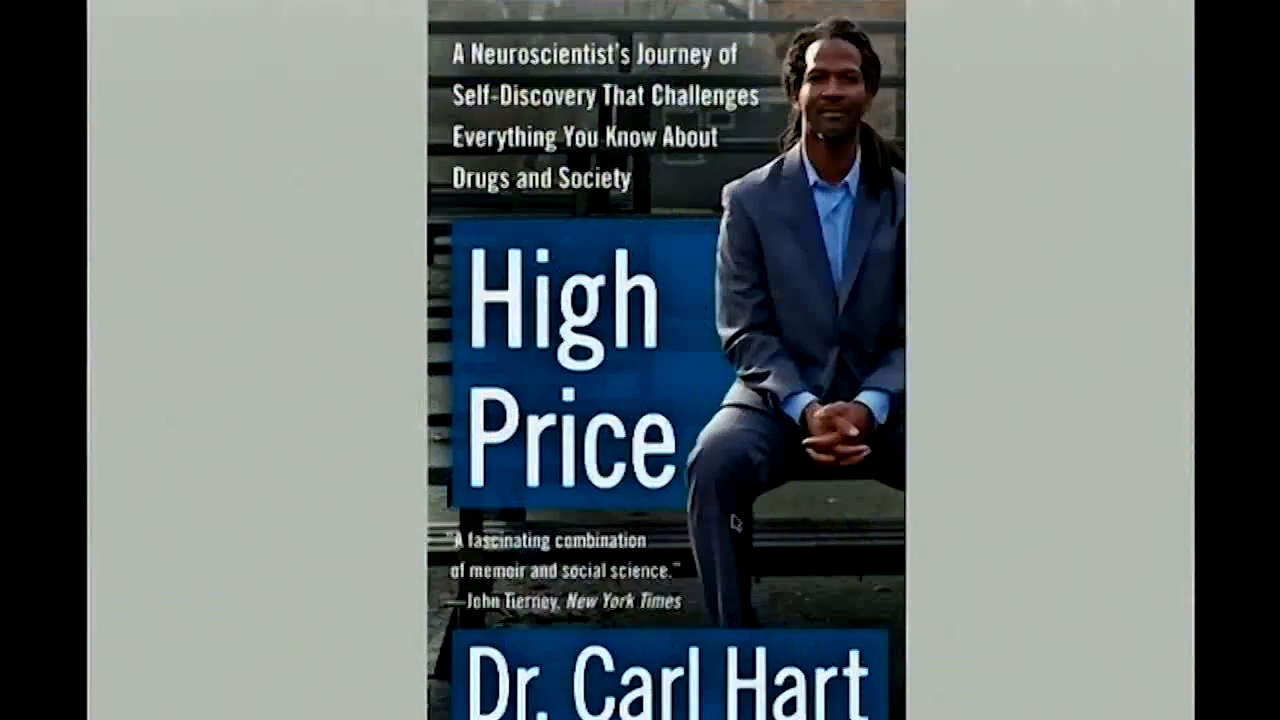 A Neuroscientist's Journey of
Self-Discovery That Challenges
Everything You Know About
Drugs and Society
High
Price
"A fascinating combination
of memoir and social science."
—John Tierney, New York Times
Dr. Carl Hart